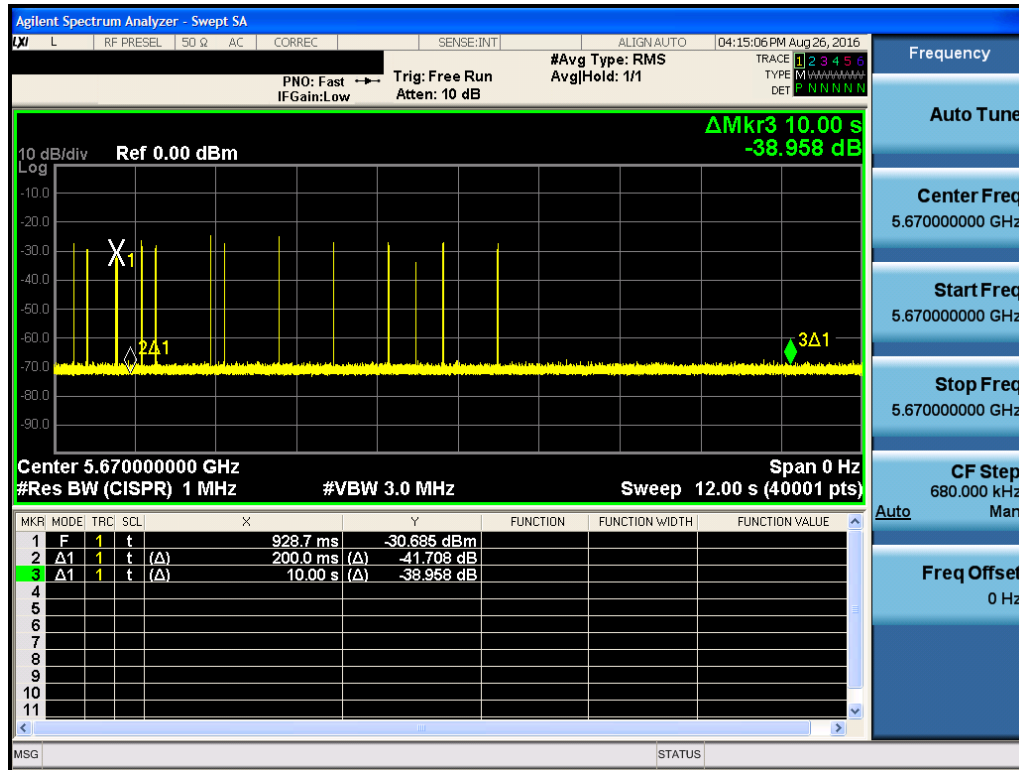 Agilent Spectrum Analyzer - Swept SA
LXI L RF PRESEL 50 Ω AC CORREC SENSE:INT ALIGN AUTO 04:15:06 PM Aug 26, 2016
PNO: Fast
IFGain:Low
Trig: Free Run
Atten: 10 dB
#Avg Type: RMS
Avg|Hold: 1/1
TRACE 1 2 3 4 5 6
TYPE M WWWWW
DET P N N N N N
ΔMkr3 10.00 s
-38.958 dB
10 dB/div Ref 0.00 dBm
Log
-10.0
-20.0
-30.0
-40.0
-50.0
-60.0
-70.0
-80.0
-90.0
1
2Δ1
3Δ1
Center 5.670000000 GHz Span 0 Hz
#Res BW (CISPR) 1 MHz #VBW 3.0 MHz Sweep 12.00 s (40001 pts)
MKR MODE TRC SCL X Y FUNCTION FUNCTION WIDTH FUNCTION VALUE
1 F 1 t 928.7 ms -30.685 dBm
2 Δ1 1 t (Δ) 200.0 ms (Δ) -41.708 dB
3 Δ1 1 t (Δ) 10.00 s (Δ) -38.958 dB
4
5
6
7
8
9
10
11
MSG STATUS
Frequency
Auto Tune
Center Freq
5.670000000 GHz
Start Freq
5.670000000 GHz
Stop Freq
5.670000000 GHz
CF Step
680.000 kHz
Auto Man
Freq Offset
0 Hz